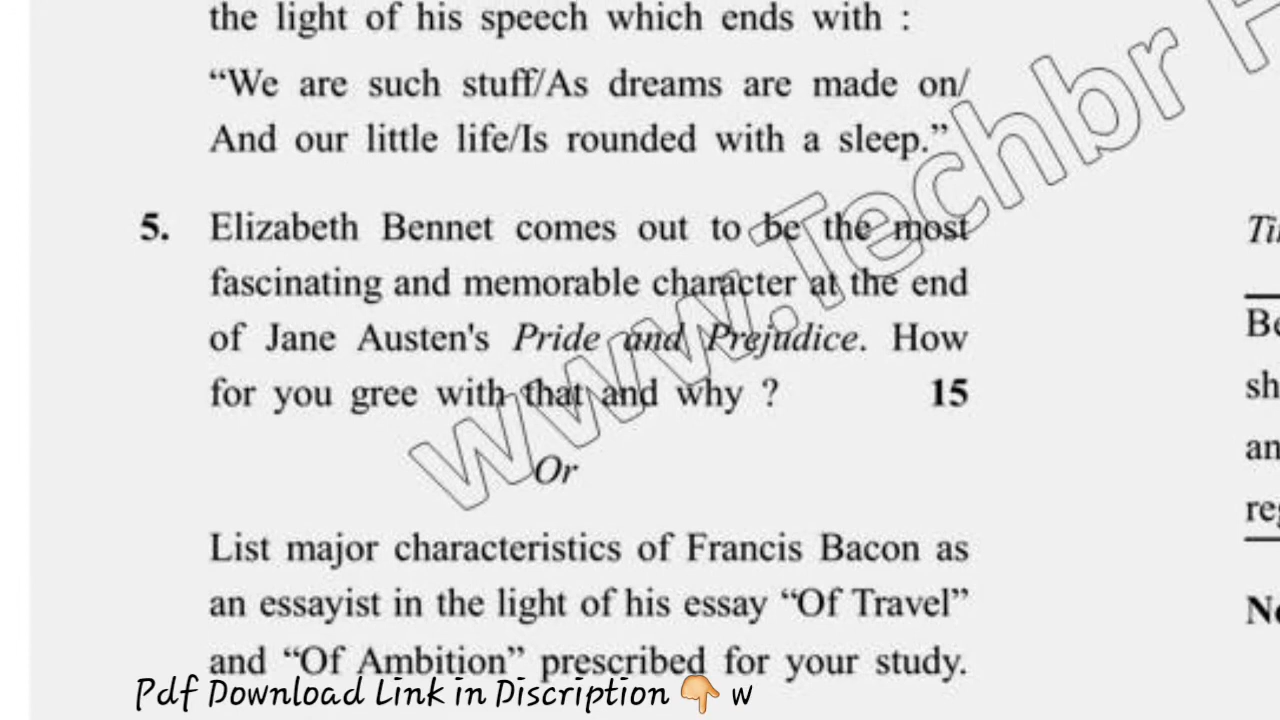 the light of his speech which ends with :
“We are such stuff/As dreams are made on/
And our little life/Is rounded with a sleep.”
5. Elizabeth Bennet comes out to be the most
fascinating and memorable character at the end
of Jane Austen's Pride and Prejudice. How
for you gree with that and why ? 15
Or
List major characteristics of Francis Bacon as
an essayist in the light of his essay “Of Travel”
and “Of Ambition” prescribed for your study.
Pdf Download Link in Discription 👇 w
www.Techbr